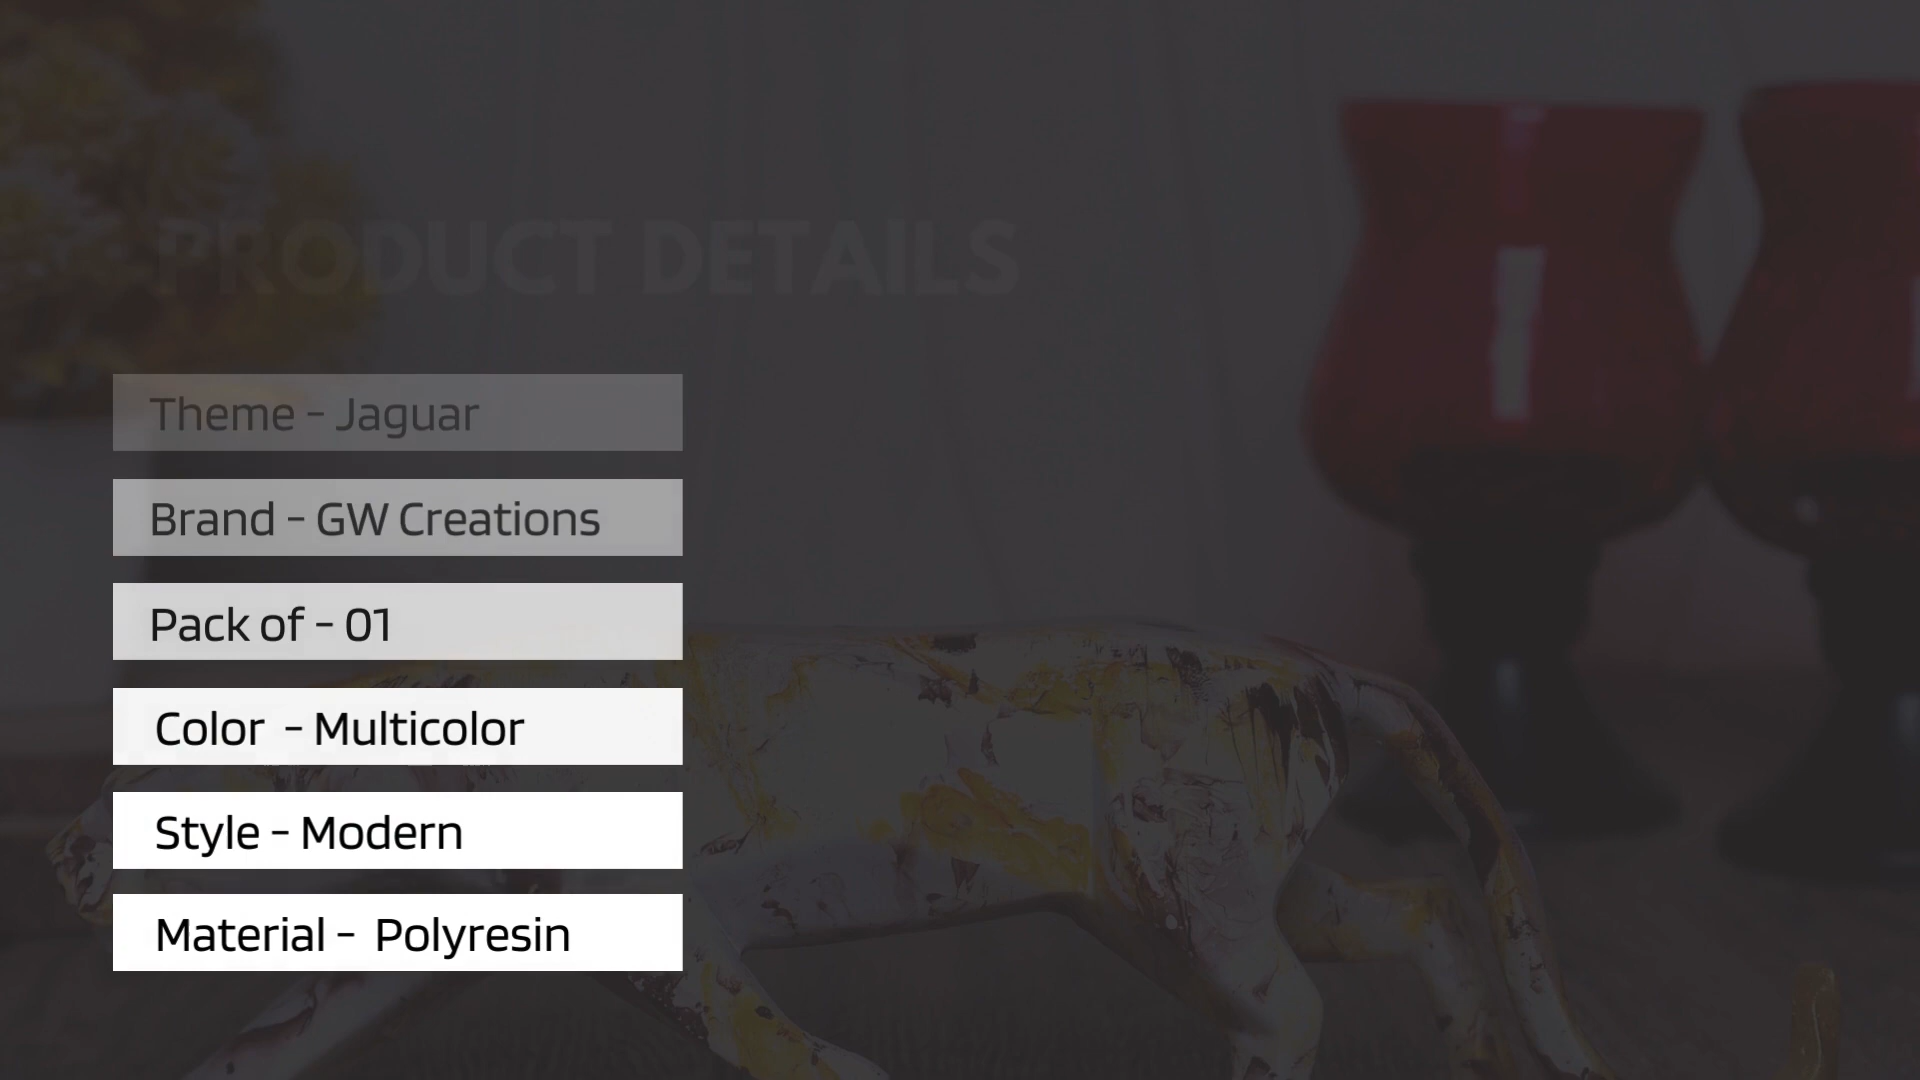 PRODUCT DETAILS
Theme - Jaguar
Brand - GW Creations
Pack of - 01
Color - Multicolor
Style - Modern
Material - Polyresin